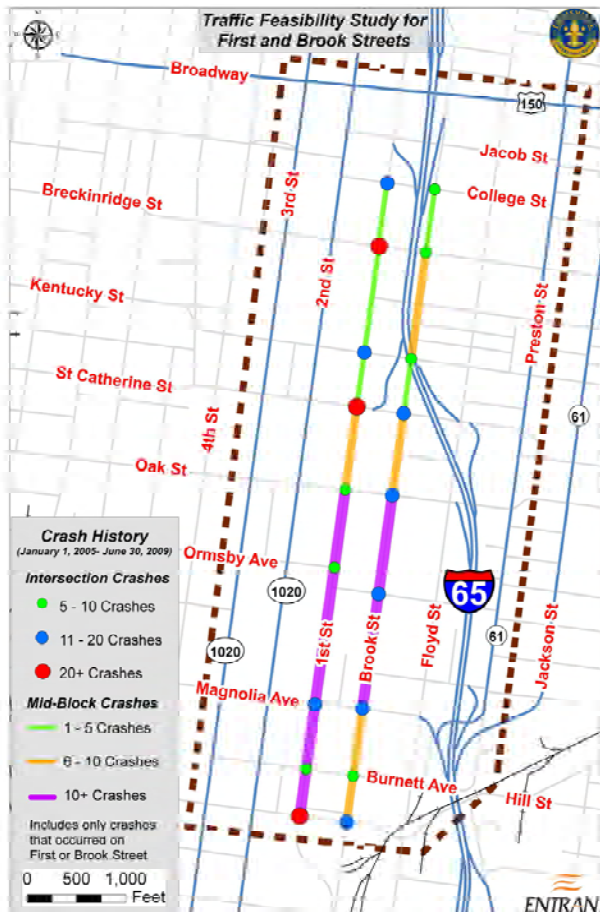 Traffic Feasibility Study for
First and Brook Streets
Broadway
150
Jacob St
College St
Breckinridge St
3rd St
2nd St
Kentucky St
Preston St
St Catherine St
4th St
61
Oak St
Crash History
(January 1, 2005- June 30, 2009)
Intersection Crashes
5 - 10 Crashes
11 - 20 Crashes
20+ Crashes
Mid-Block Crashes
1 - 5 Crashes
6 - 10 Crashes
10+ Crashes
Includes only crashes
that occurred on
First or Brook Street
0 500 1,000
Feet
Ormsby Ave
1020
65
1st St
Brook St
Floyd St
61
Jackson St
1020
Magnolia Ave
Burnett Ave
Hill St
ENTRAN